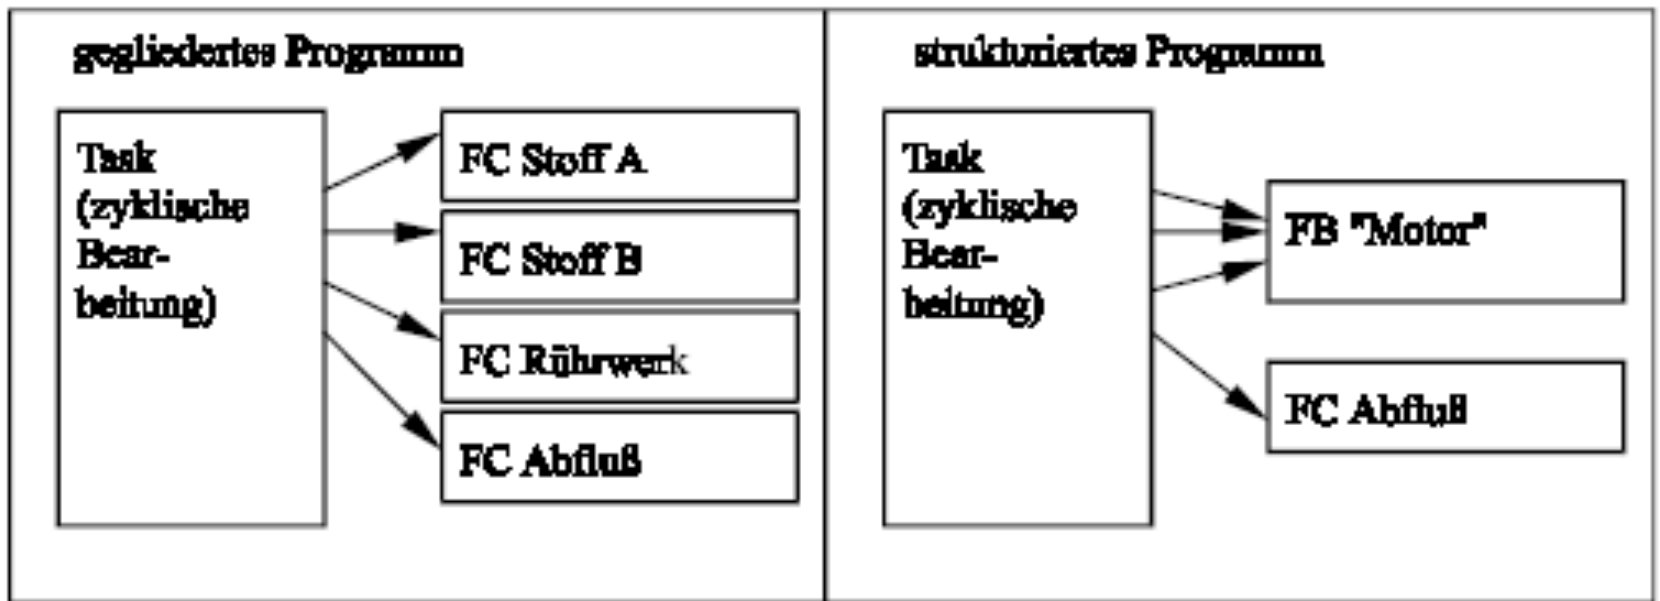 gegliedertes Programm
Task
(zyklische
Bear-
beitung)
FC Stoff A
FC Stoff B
FC Rührwerk
FC Abfluß
strukturiertes Programm
Task
(zyklische
Bear-
beitung)
FB "Motor"
FC Abfluß